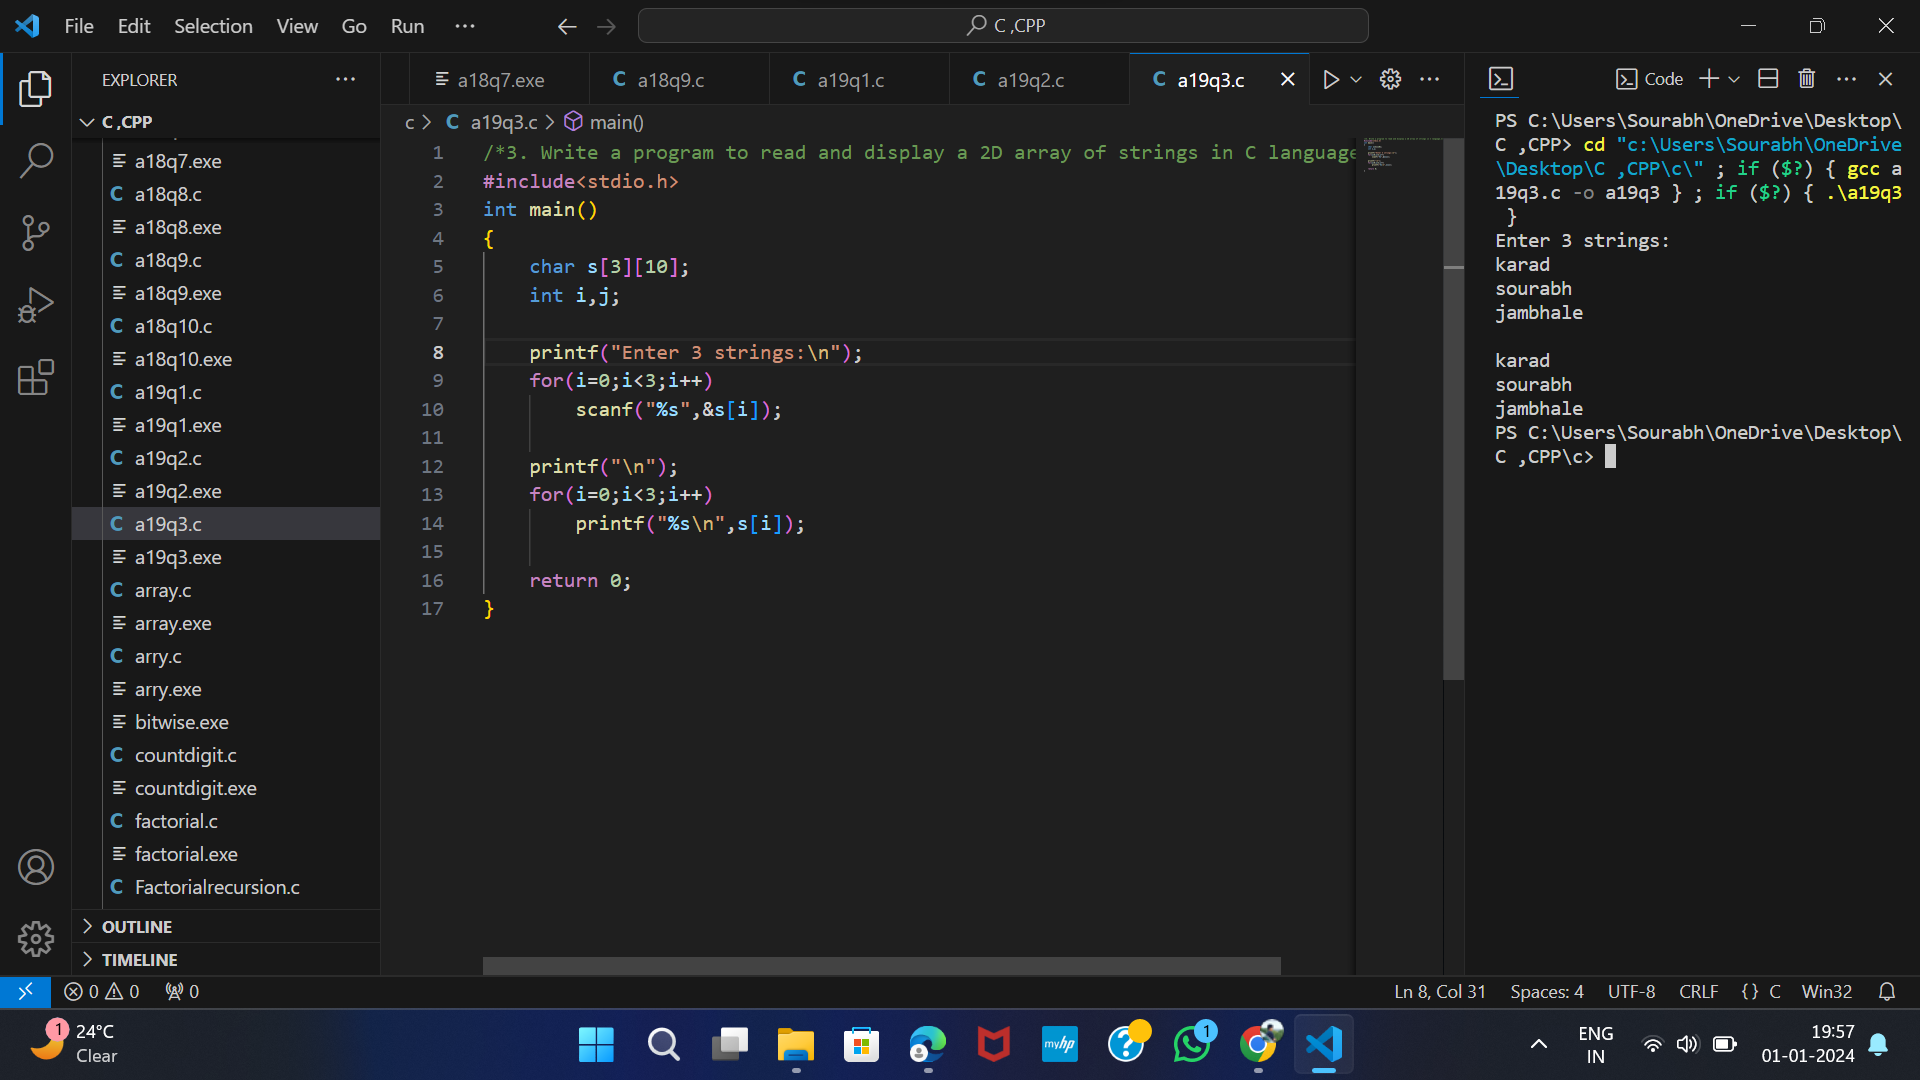 File Edit Selection View Go Run ...
C ,CPP
EXPLORER
C ,CPP
a18q7.exe
a18q8.c
a18q8.exe
a18q9.c
a18q9.exe
a18q10.c
a18q10.exe
a19q1.c
a19q1.exe
a19q2.c
a19q2.exe
a19q3.c
a19q3.exe
array.c
array.exe
arry.c
arry.exe
bitwise.exe
countdigit.c
countdigit.exe
factorial.c
factorial.exe
Factorialrecursion.c
OUTLINE
TIMELINE
a18q7.exe C a18q9.c C a19q1.c C a19q2.c C a19q3.c
c > C a19q3.c > main()
1 /*3. Write a program to read and display a 2D array of strings in C language
2 #include<stdio.h>
3 int main()
4 {
5 char s[3][10];
6 int i,j;
7
8 printf("Enter 3 strings:\n");
9 for(i=0;i<3;i++)
10 scanf("%s",&s[i]);
11
12 printf("\n");
13 for(i=0;i<3;i++)
14 printf("%s\n",s[i]);
15
16 return 0;
17 }
Code
PS C:\Users\Sourabh\OneDrive\Desktop\
C ,CPP> cd "c:\Users\Sourabh\OneDrive
\Desktop\C ,CPP\c\" ; if ($?) { gcc a
19q3.c -o a19q3 } ; if ($?) { .\a19q3
}
Enter 3 strings:
karad
sourabh
jambhale
karad
sourabh
jambhale
PS C:\Users\Sourabh\OneDrive\Desktop\
C ,CPP\c>
0 0 0
Ln 8, Col 31 Spaces: 4 UTF-8 CRLF {} C Win32
1
24°C
Clear
myhp
1
ENG
IN
19:57
01-01-2024